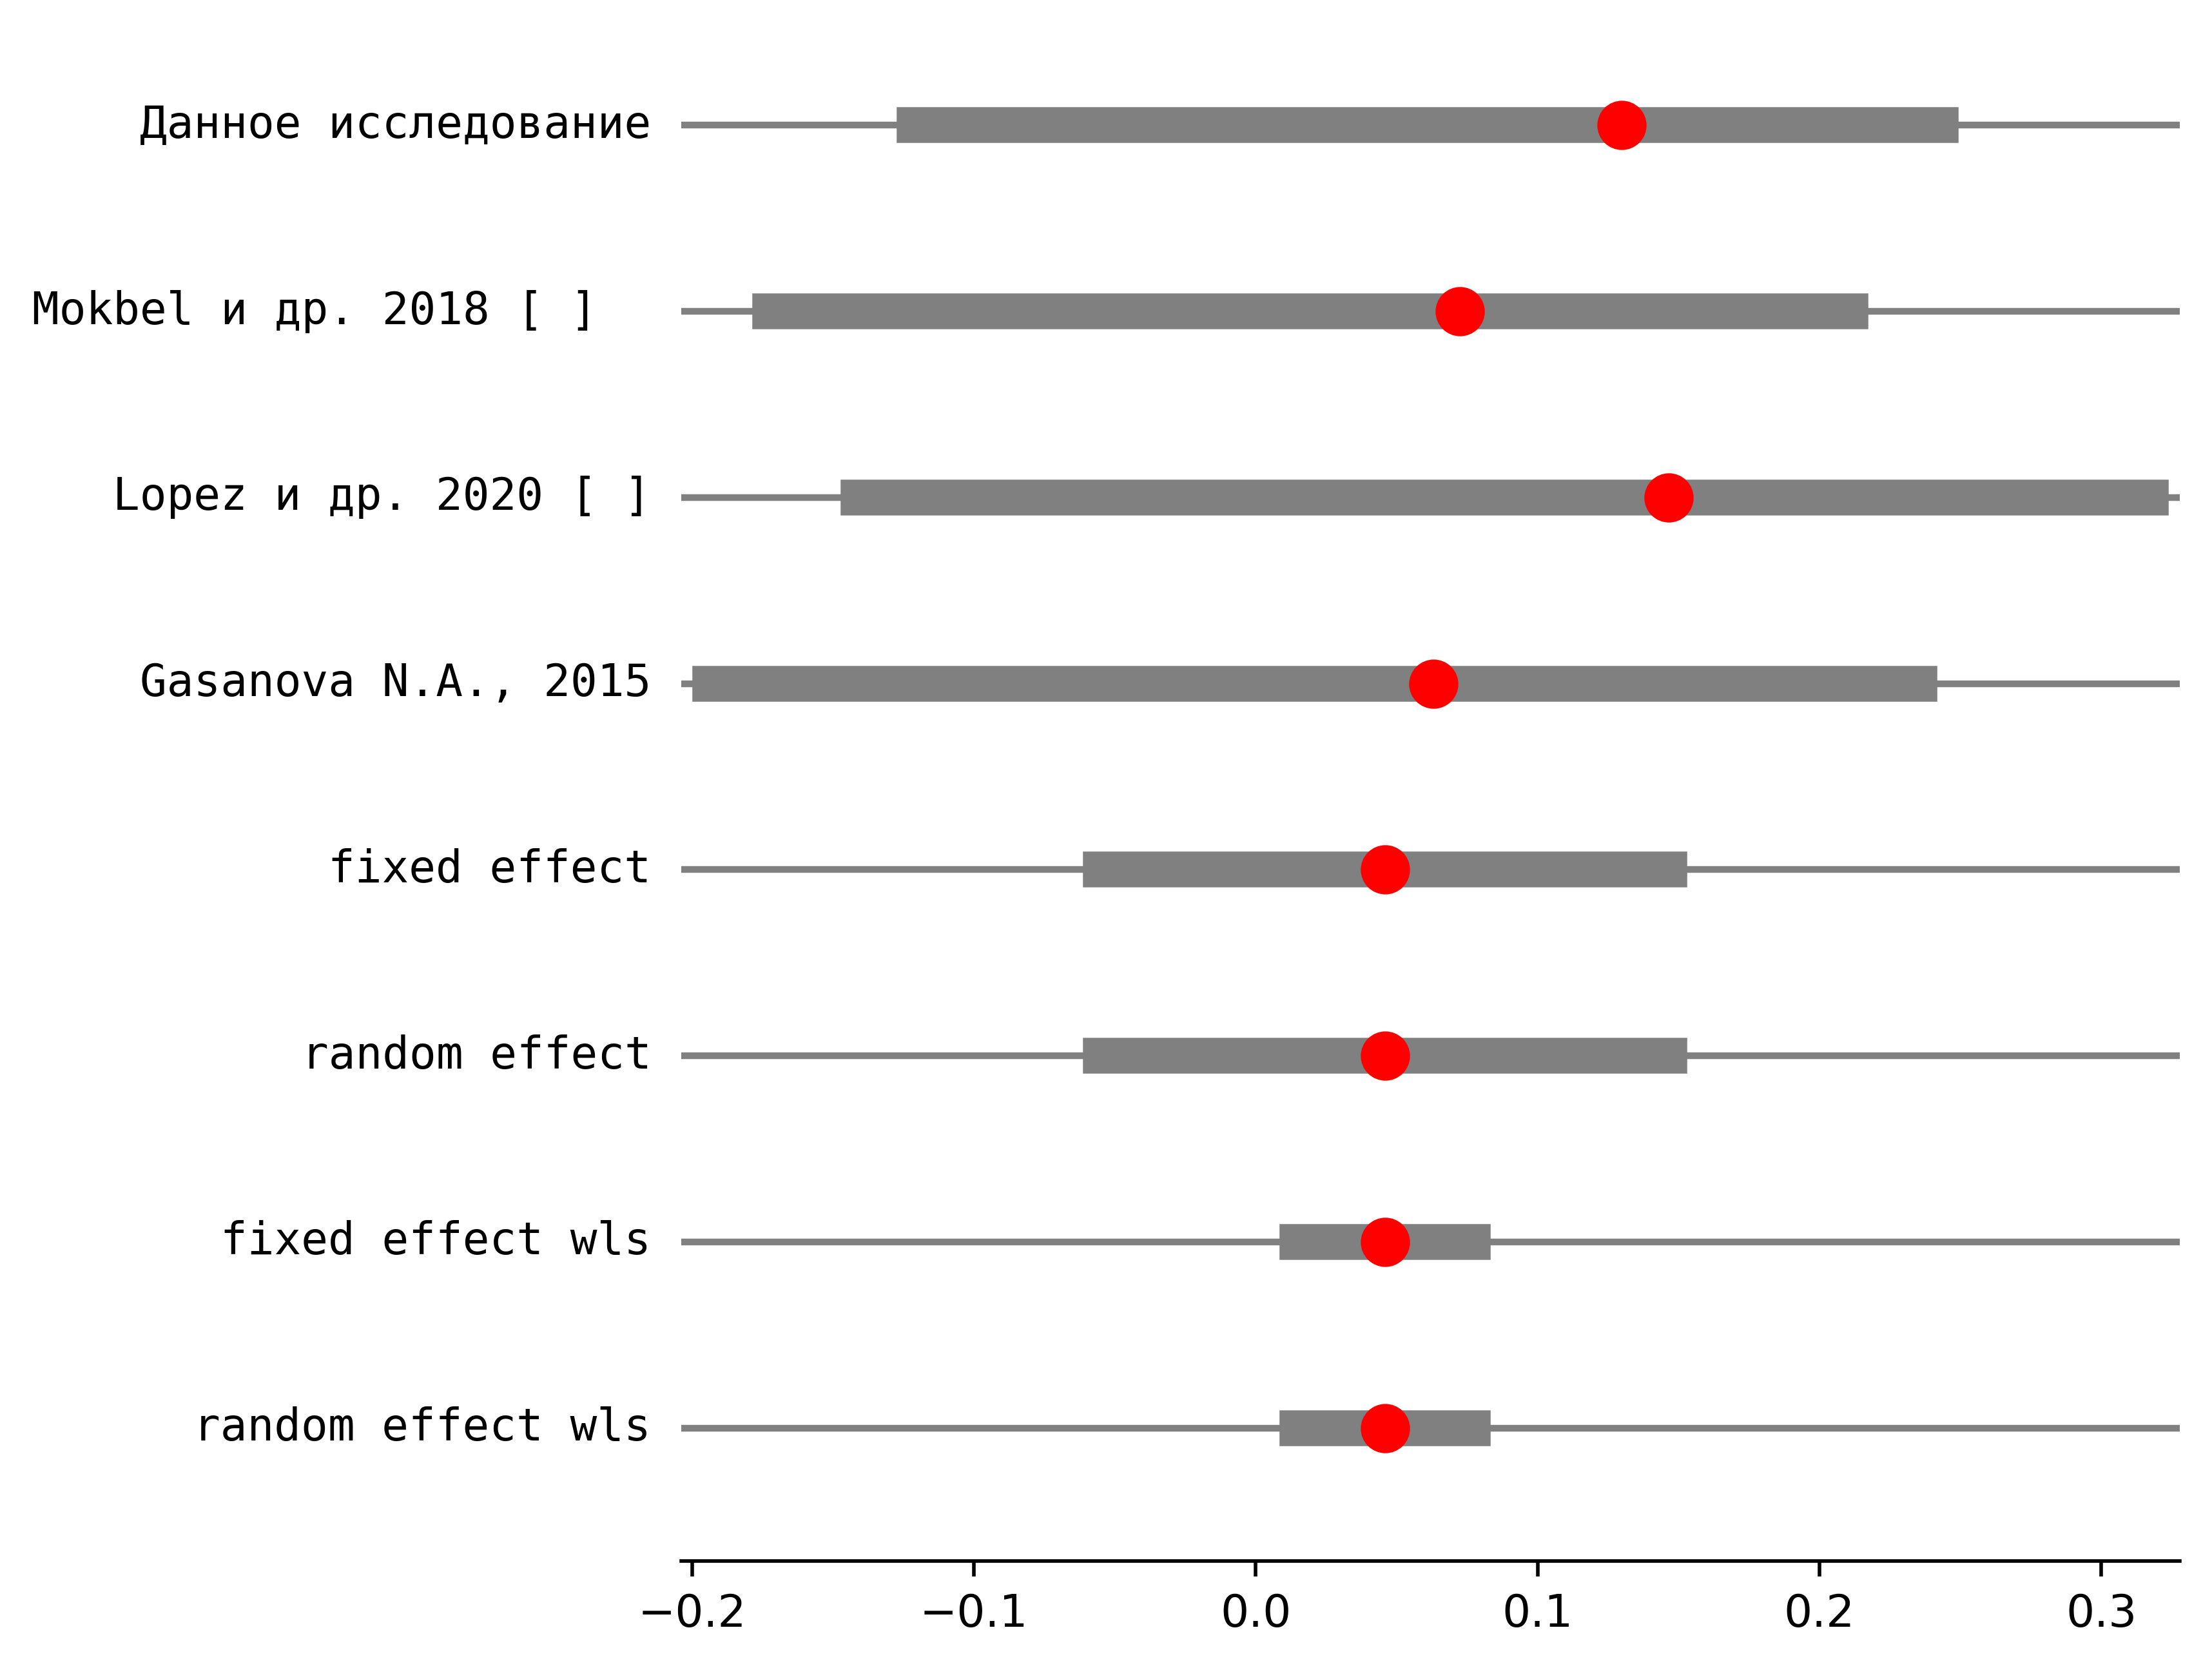 Данное исследование
Mokbel и др. 2018 [ ]
Lopez и др. 2020 [ ]
Gasanova N.A., 2015
fixed effect
random effect
fixed effect wls
random effect wls
−0.2 −0.1 0.0 0.1 0.2 0.3